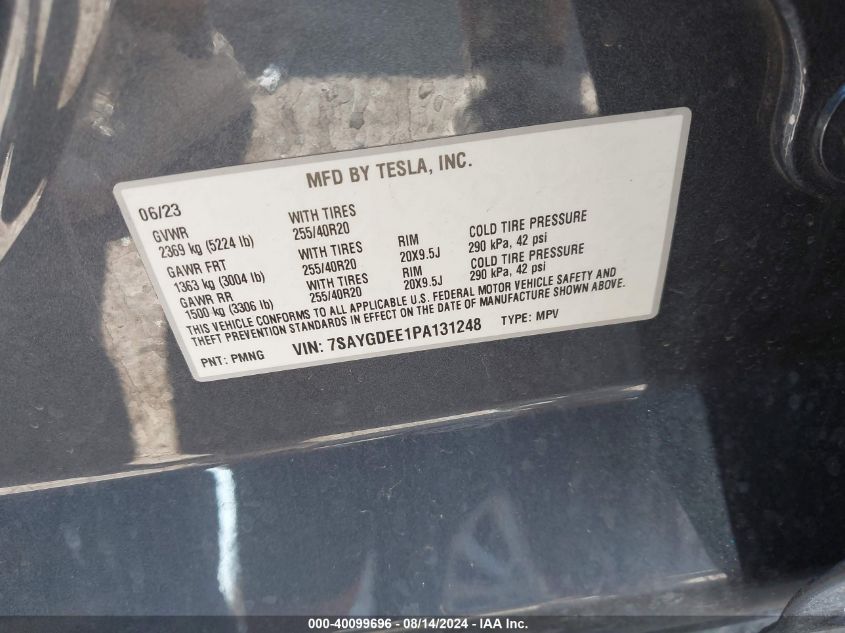 MFD BY TESLA, INC.
06/23
GVWR WITH TIRES
2369 kg (5224 lb) 255/40R20
GAWR FRT WITH TIRES RIM COLD TIRE PRESSURE
1363 kg (3004 lb) 255/40R20 20X9.5J 290 kPa, 42 psi
GAWR RR WITH TIRES RIM COLD TIRE PRESSURE
1500 kg (3306 lb) 255/40R20 20X9.5J 290 kPa, 42 psi
THIS VEHICLE CONFORMS TO ALL APPLICABLE U.S. FEDERAL MOTOR VEHICLE SAFETY AND
THEFT PREVENTION STANDARDS IN EFFECT ON THE DATE OF MANUFACTURE SHOWN ABOVE.
PNT: PMNG VIN: 7SAYGDEE1PA131248 TYPE: MPV
000-40099696 - 08/14/2024 - IAA Inc.